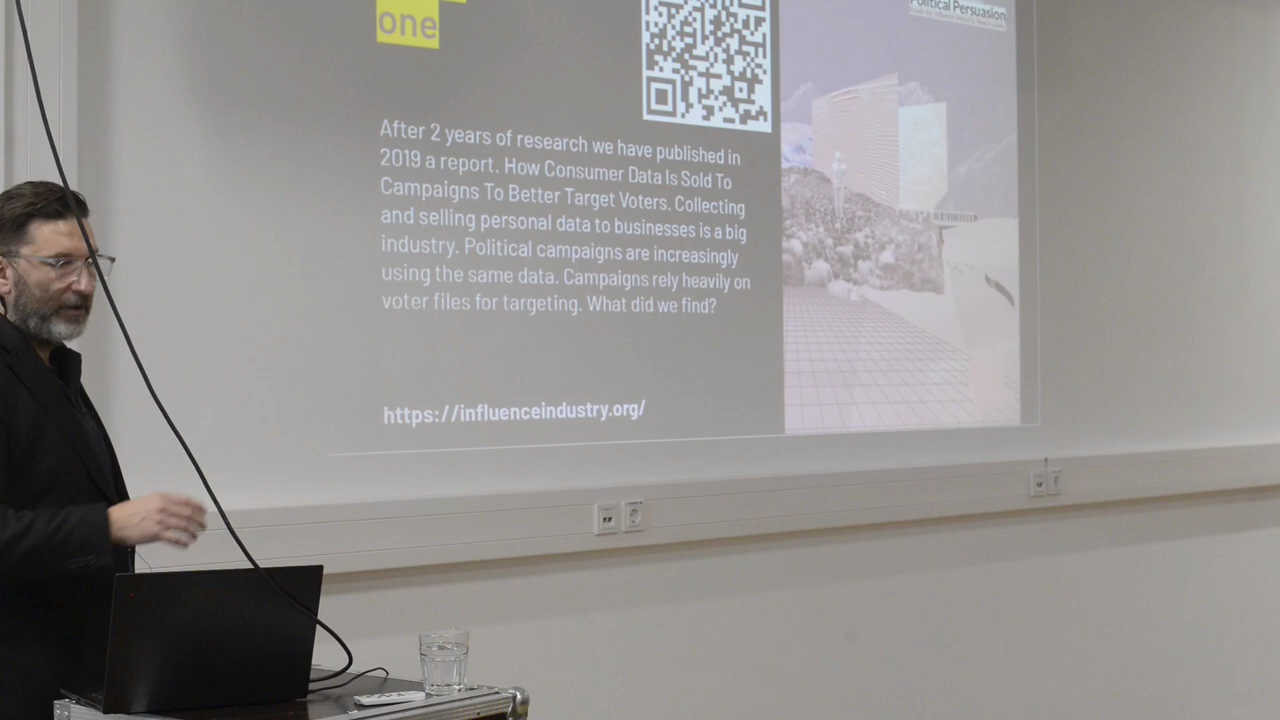 one
Political Persuasion
After 2 years of research we have published in
2019 a report. How Consumer Data Is Sold To
Campaigns To Better Target Voters. Collecting
and selling personal data to businesses is a big
industry. Political campaigns are increasingly
using the same data. Campaigns rely heavily on
voter files for targeting. What did we find?
https://influenceindustry.org/